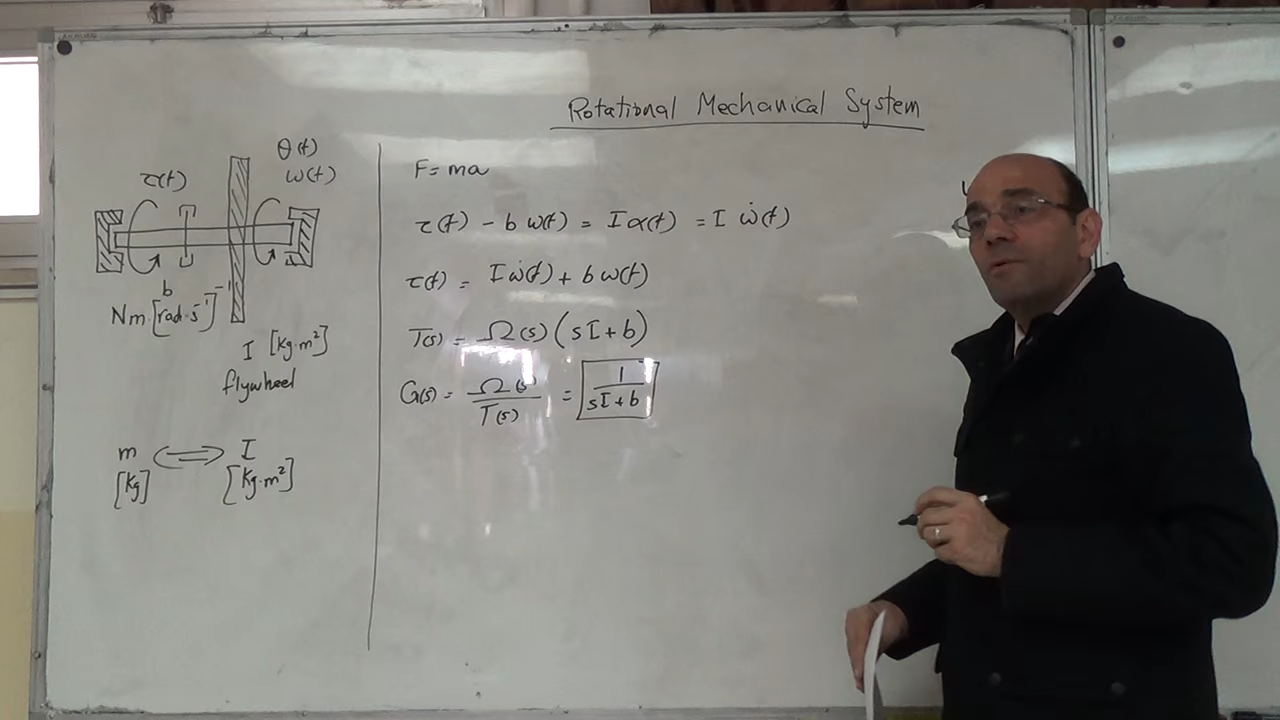 Rotational Mechanical System
θ(t)
τ(t) ω(t)
b
Nm·[rad·s⁻¹]⁻¹
I [kg·m²]
flywheel
m ⟺ I
[kg] [kg·m²]
F = ma
τ(t) - b ω(t) = I α(t) = I ω̇(t)
τ(t) = I ω̇(t) + b ω(t)
T(s) = Ω(s) (sI + b)
G(s) = Ω(s) / T(s) = 1 / (sI + b)